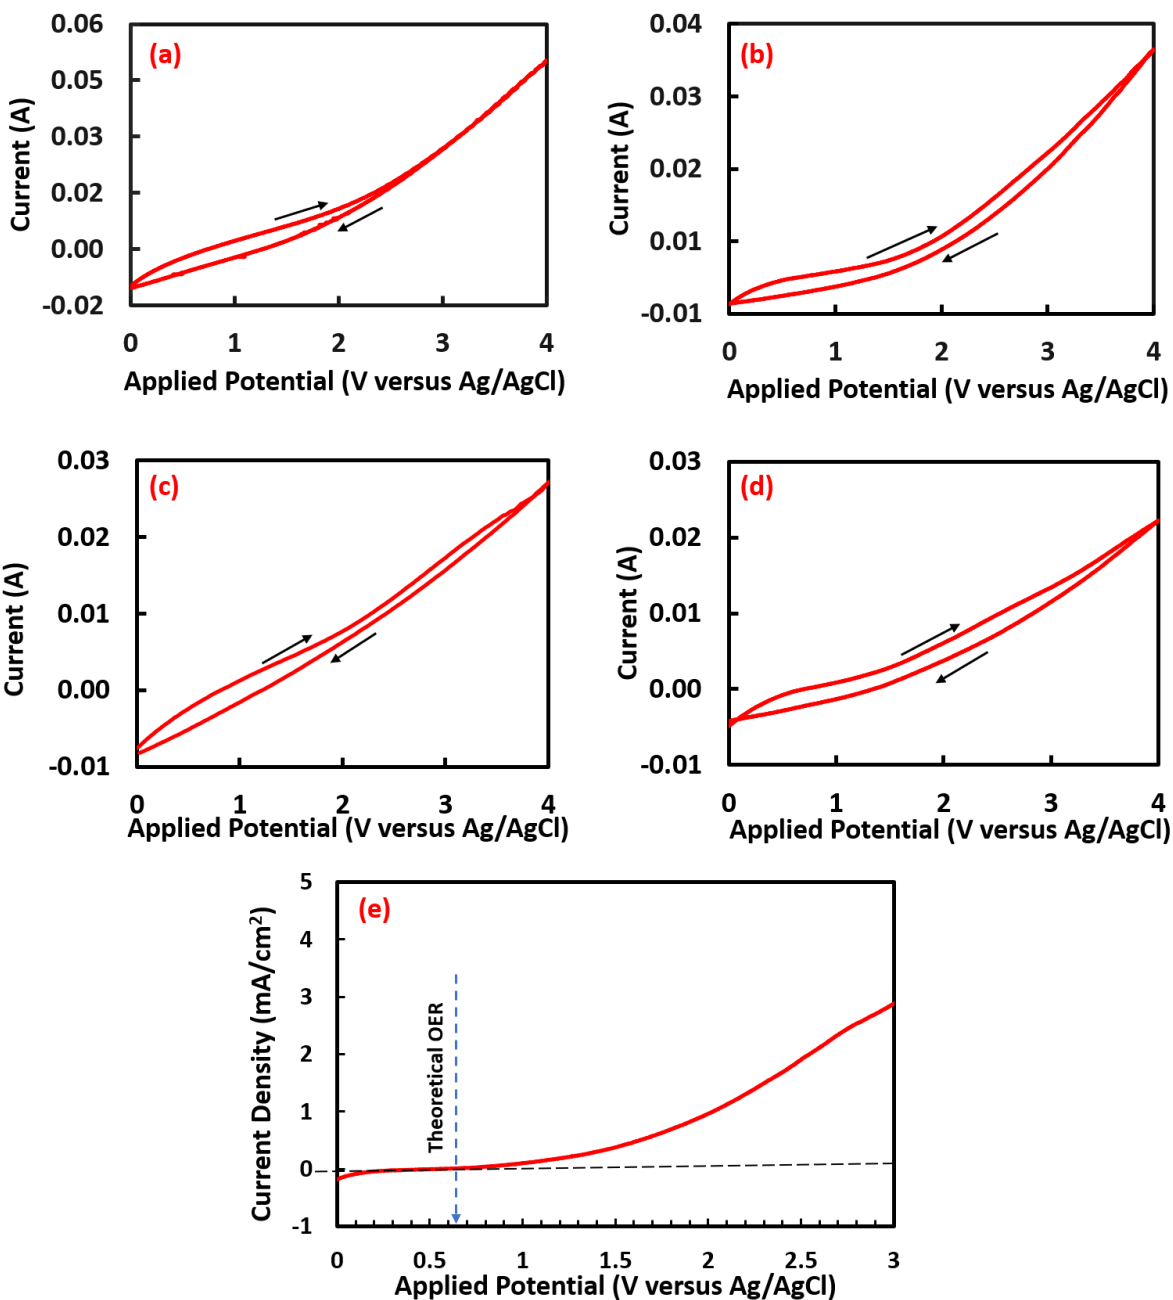 (a)
0.06
0.05
0.03
0.02
0.00
-0.02
Current (A)
0 1 2 3 4
Applied Potential (V versus Ag/AgCl)
(b)
0.04
0.03
0.02
0.01
-0.01
Current (A)
0 1 2 3 4
Applied Potential (V versus Ag/AgCl)
(c)
0.03
0.02
0.01
0.00
-0.01
Current (A)
0 1 2 3 4
Applied Potential (V versus Ag/AgCl)
(d)
0.03
0.02
0.01
0.00
-0.01
Current (A)
0 1 2 3 4
Applied Potential (V versus Ag/AgCl)
(e)
5
4
3
2
1
0
-1
Current Density (mA/cm²)
Theoretical OER
0 0.5 1 1.5 2 2.5 3
Applied Potential (V versus Ag/AgCl)